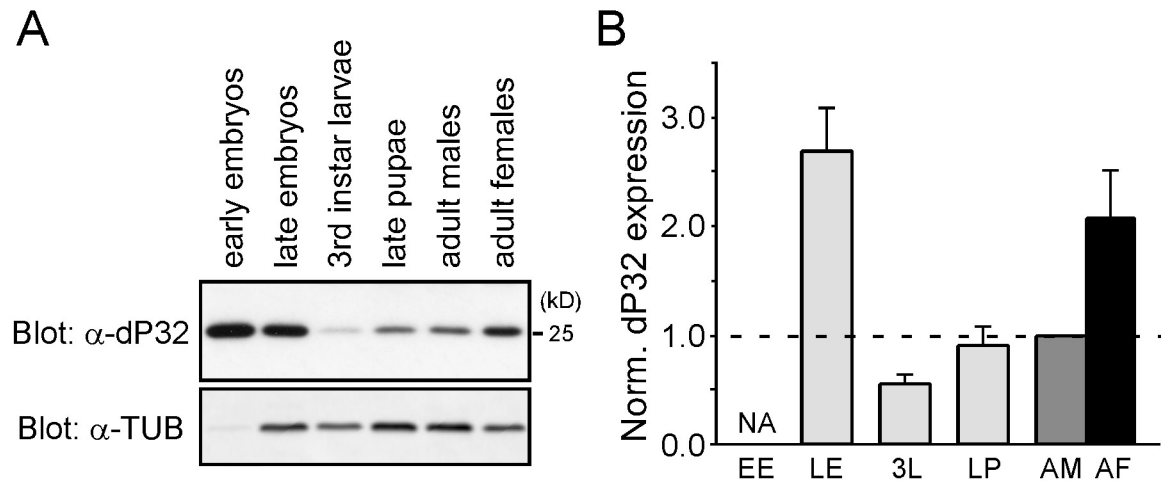 A
early embryos
late embryos
3rd instar larvae
late pupae
adult males
adult females
(kD)
Blot: α-dP32
-25
Blot: α-TUB
B
Norm. dP32 expression
3.0
2.0
1.0
0.0
NA
EE LE 3L LP AM AF